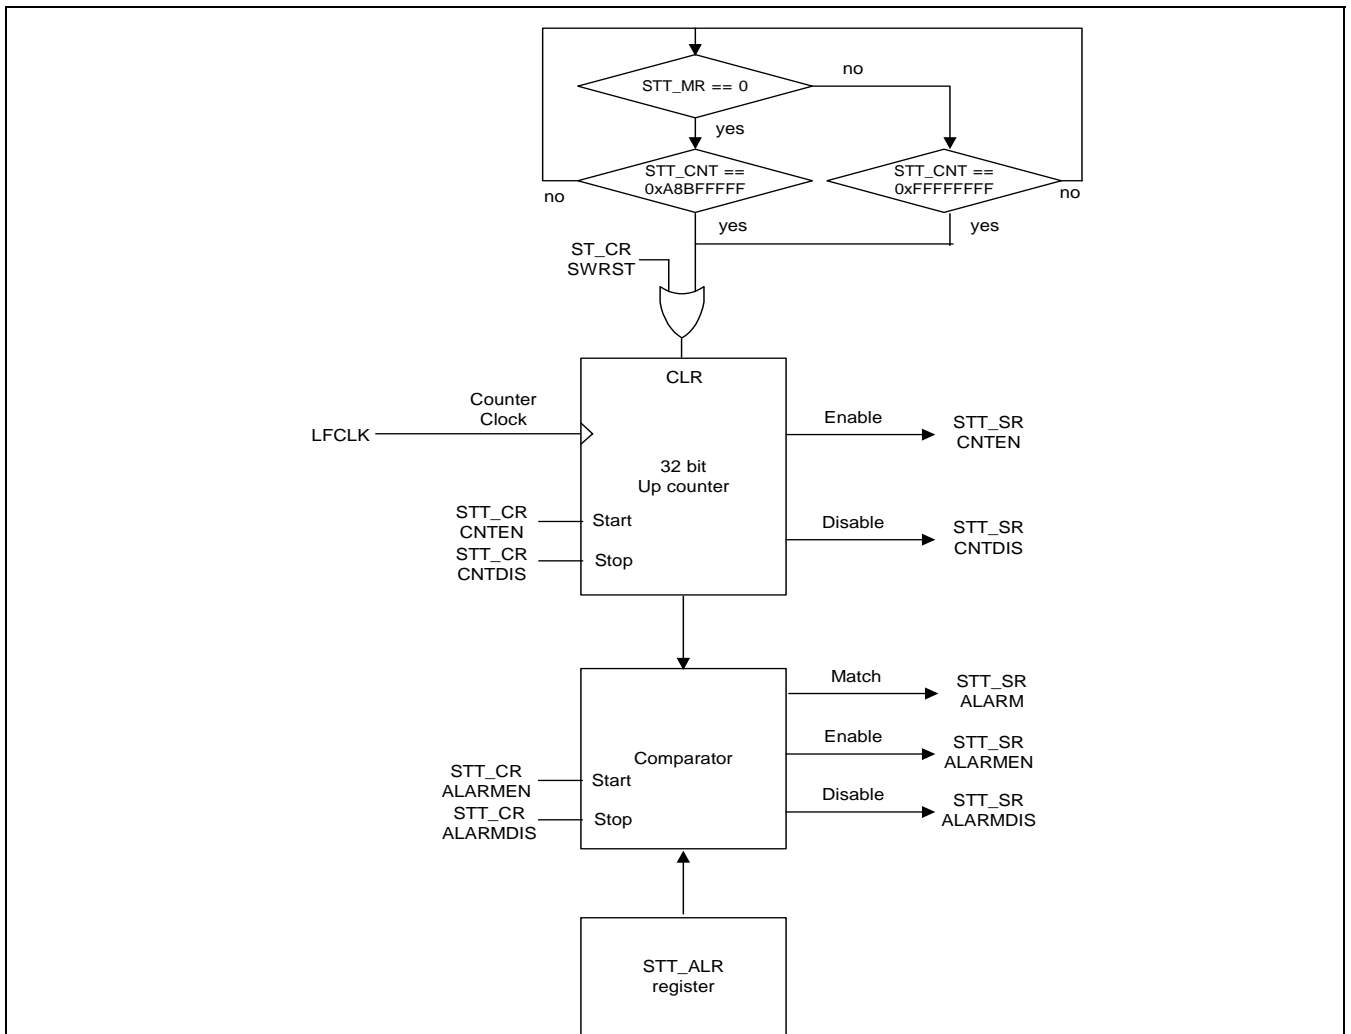 STT_MR == 0
no
yes
STT_CNT ==
0xA8BFFFFF
STT_CNT ==
0xFFFFFFFF
no
no
yes
yes
ST_CR
SWRST
CLR
Counter
Clock
LFCLK
Enable
STT_SR
CNTEN
32 bit
Up counter
STT_CR
CNTEN
Start
Disable
STT_SR
CNTDIS
STT_CR
CNTDIS
Stop
Match
STT_SR
ALARM
Comparator
Enable
STT_SR
ALARMEN
STT_CR
ALARMEN
Start
Disable
STT_SR
ALARMDIS
STT_CR
ALARMDIS
Stop
STT_ALR
register